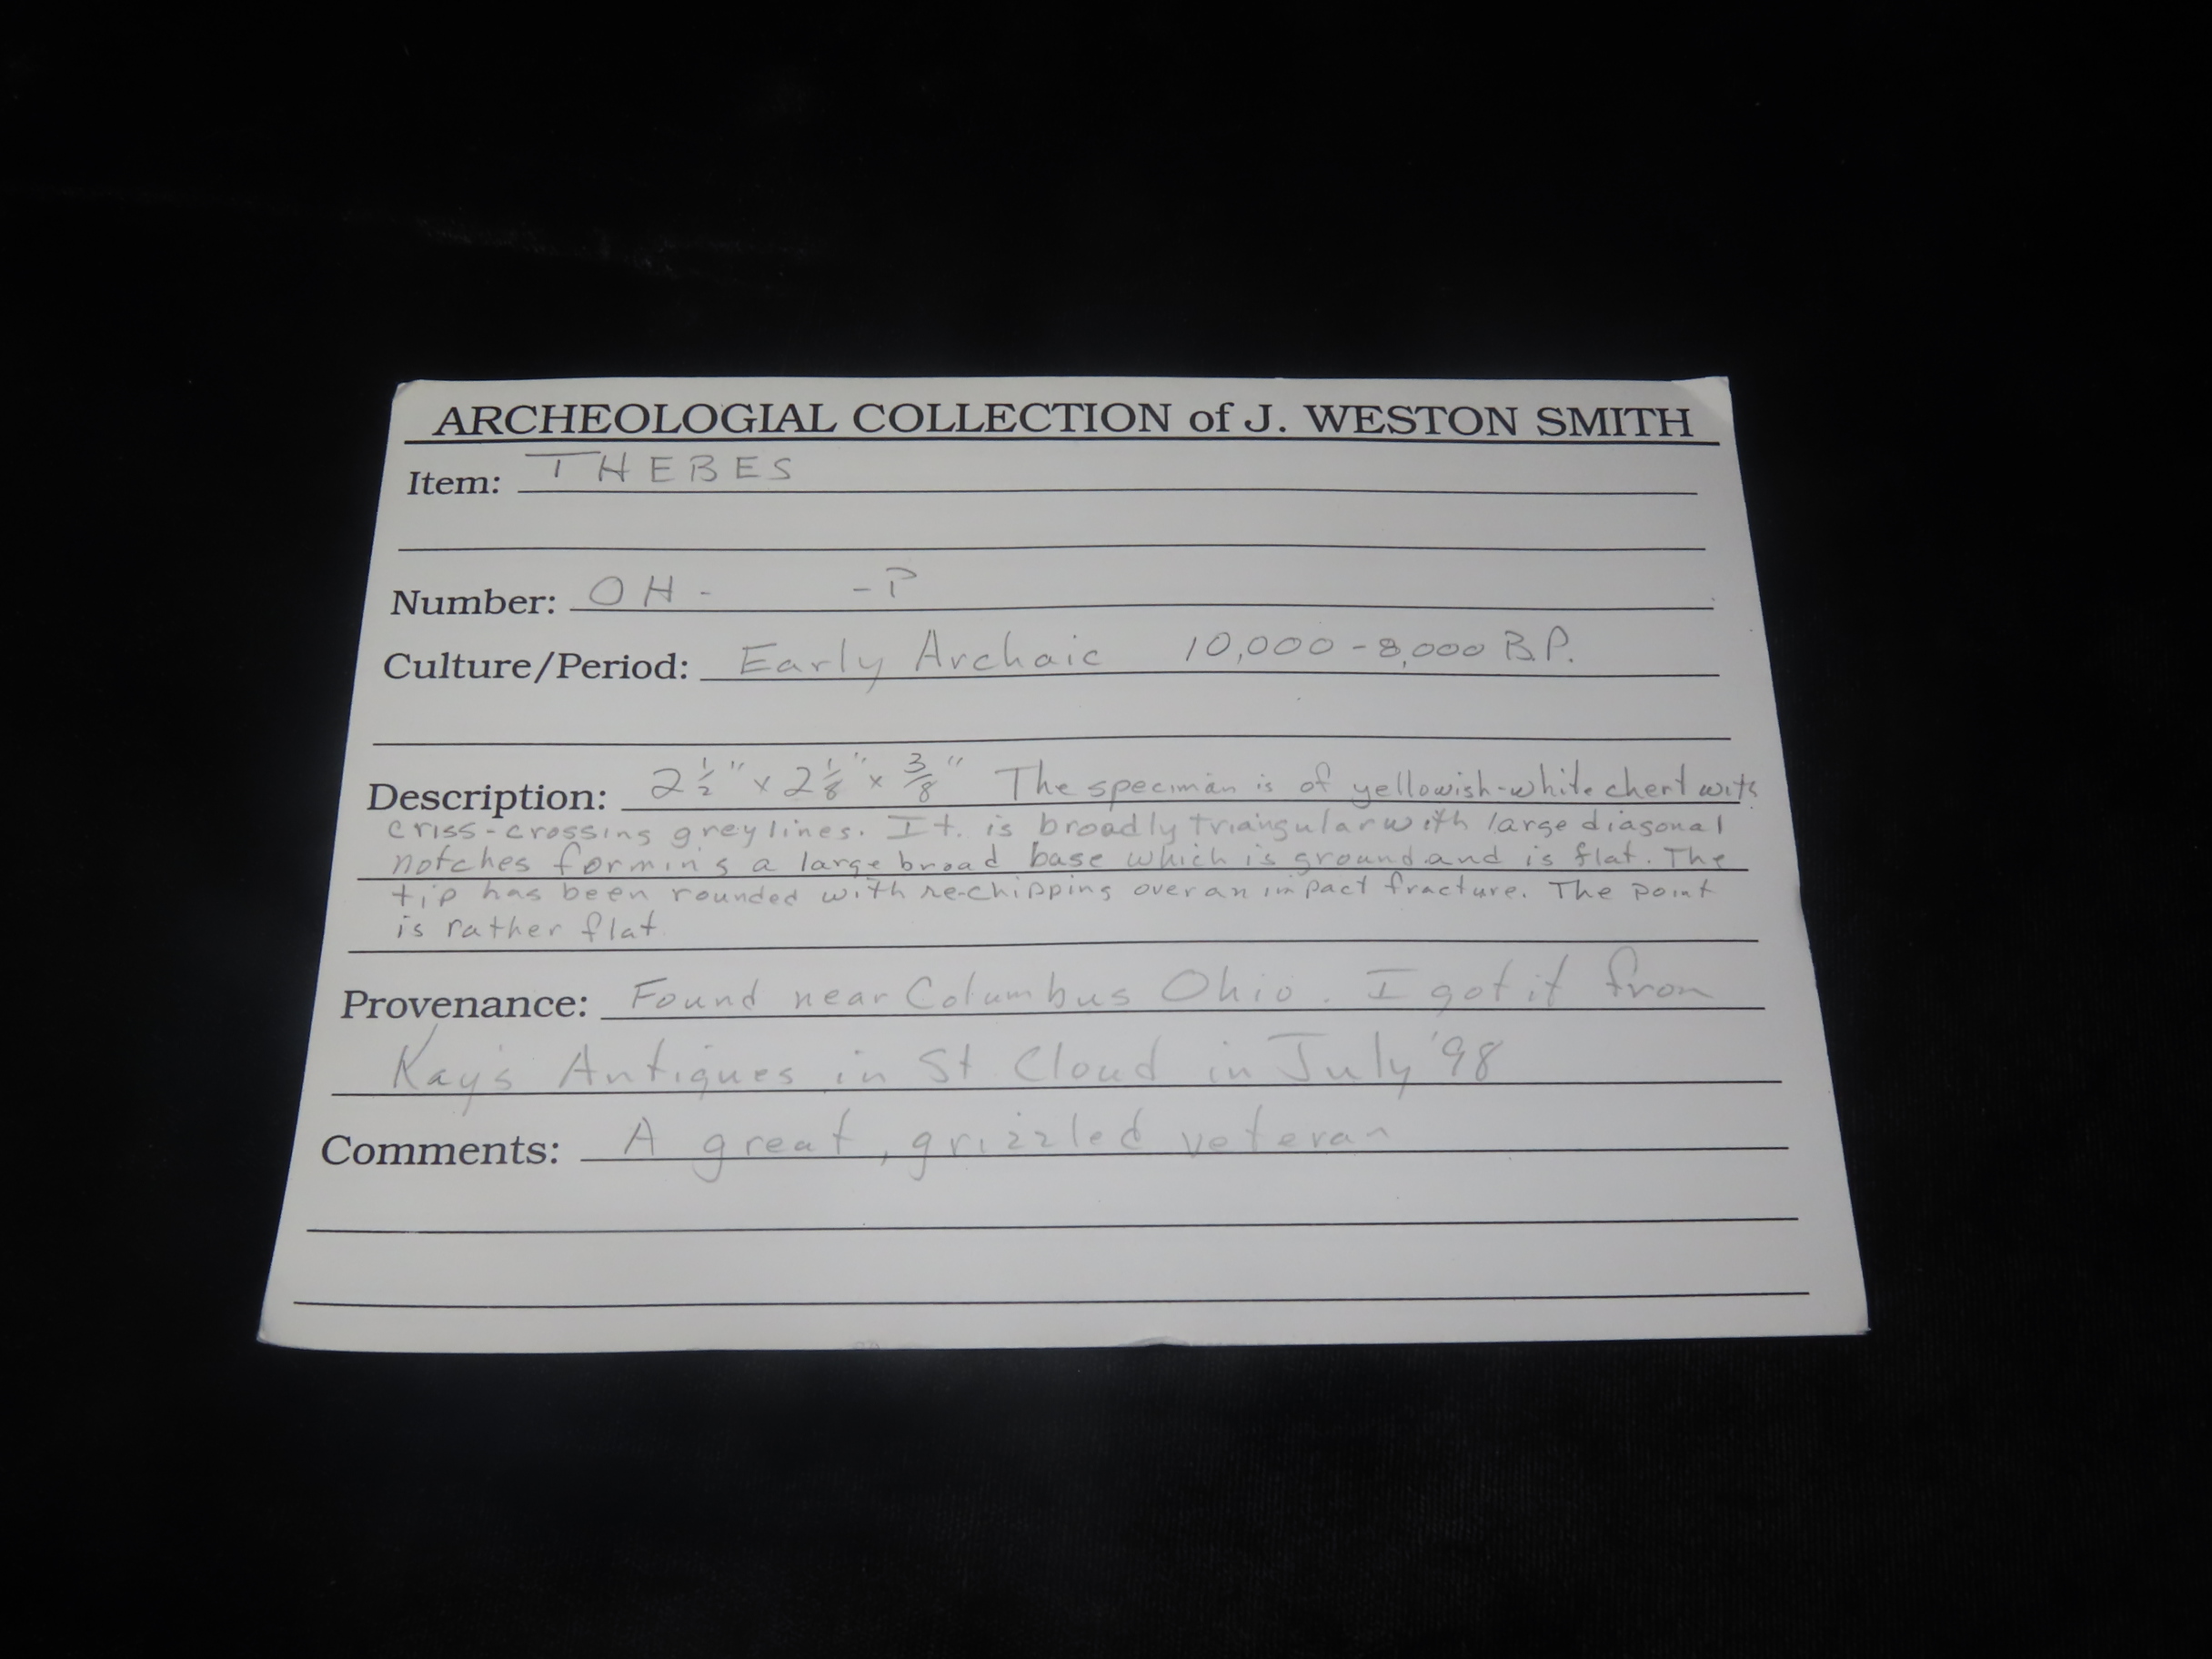 ARCHEOLOGIAL COLLECTION of J. WESTON SMITH
Item: THEBES
Number: OH- -P
Culture/Period: Early Archaic 10,000-8,000 B.P.
Description: 2 1/2" x 2 1/8" x 3/8" The speciman is of yellowish-white chert with
criss-crossing grey lines. It. is broadly triangular with large diagonal
notches forming a large broad base which is ground and is flat. The
tip has been rounded with re-chipping over an impact fracture. The point
is rather flat
Provenance: Found near Columbus Ohio. I got it from
Kay's Antiques in St Cloud in July '98
Comments: A great, grizzled veteran